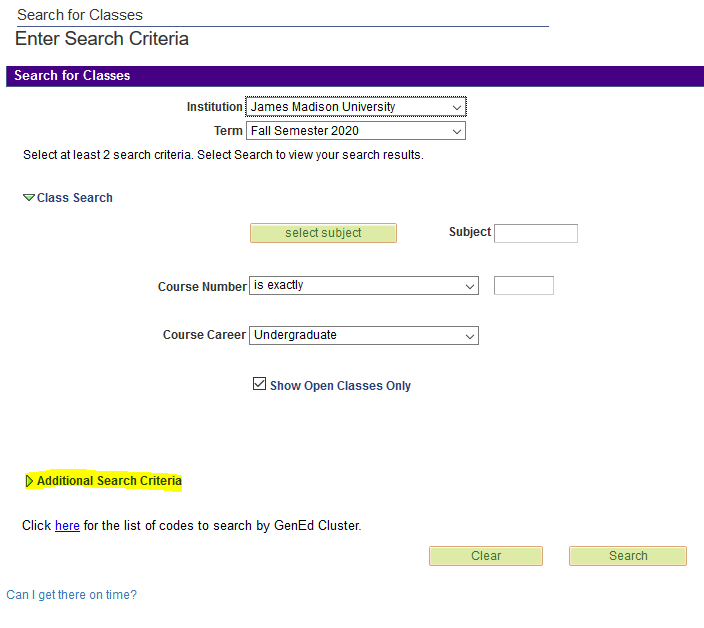 Search for Classes
Enter Search Criteria
Search for Classes
Institution James Madison University
Term Fall Semester 2020
Select at least 2 search criteria. Select Search to view your search results.
Class Search
select subject Subject
Course Number is exactly
Course Career Undergraduate
Show Open Classes Only
Additional Search Criteria
Click here for the list of codes to search by GenEd Cluster.
Clear Search
Can I get there on time?